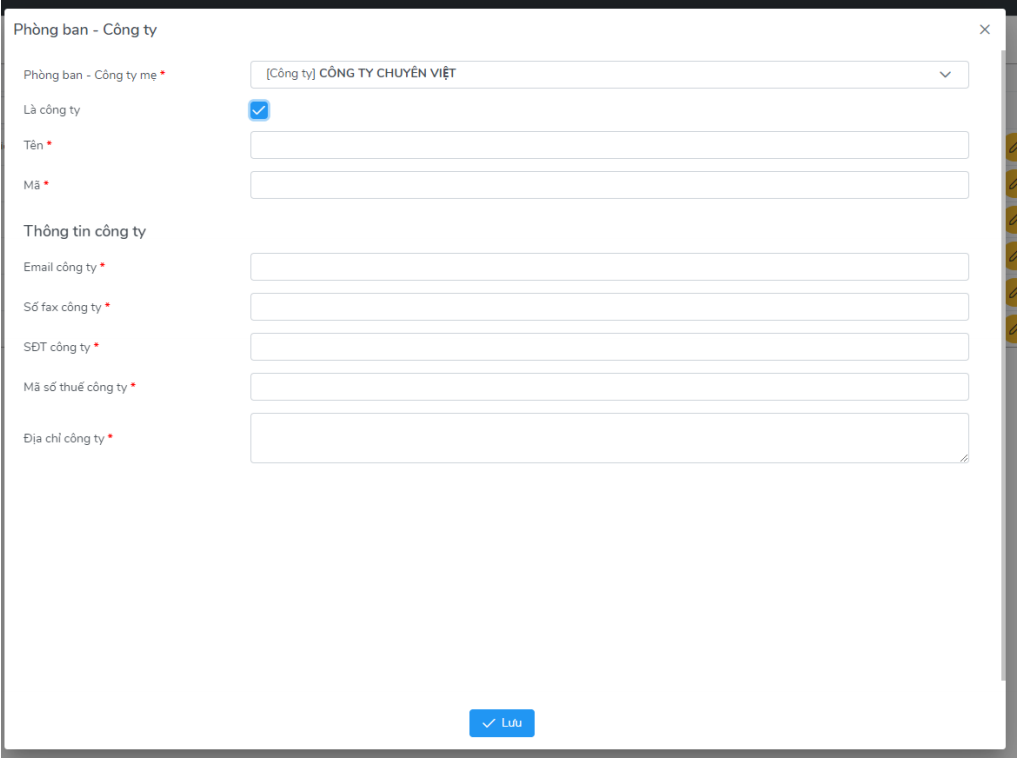 Phòng ban - Công ty
Phòng ban - Công ty mẹ * [Công ty] CÔNG TY CHUYÊN VIỆT
Là công ty
Tên *
Mã *
Thông tin công ty
Email công ty *
Số fax công ty *
SĐT công ty *
Mã số thuế công ty *
Địa chỉ công ty *
Lưu